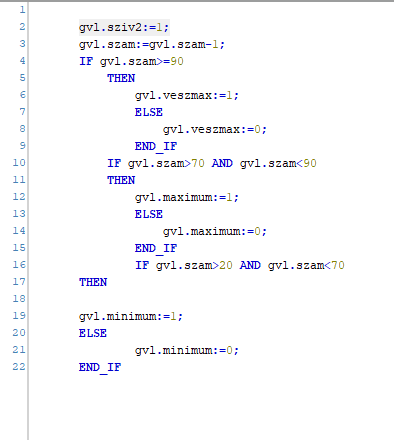 1
2 gvl.sziv2:=1;
3 gvl.szam:=gvl.szam-1;
4 IF gvl.szam>=90
5 THEN
6 gvl.veszmax:=1;
7 ELSE
8 gvl.veszmax:=0;
9 END_IF
10 IF gvl.szam>70 AND gvl.szam<90
11 THEN
12 gvl.maximum:=1;
13 ELSE
14 gvl.maximum:=0;
15 END_IF
16 IF gvl.szam>20 AND gvl.szam<70
17 THEN
18
19 gvl.minimum:=1;
20 ELSE
21 gvl.minimum:=0;
22 END_IF